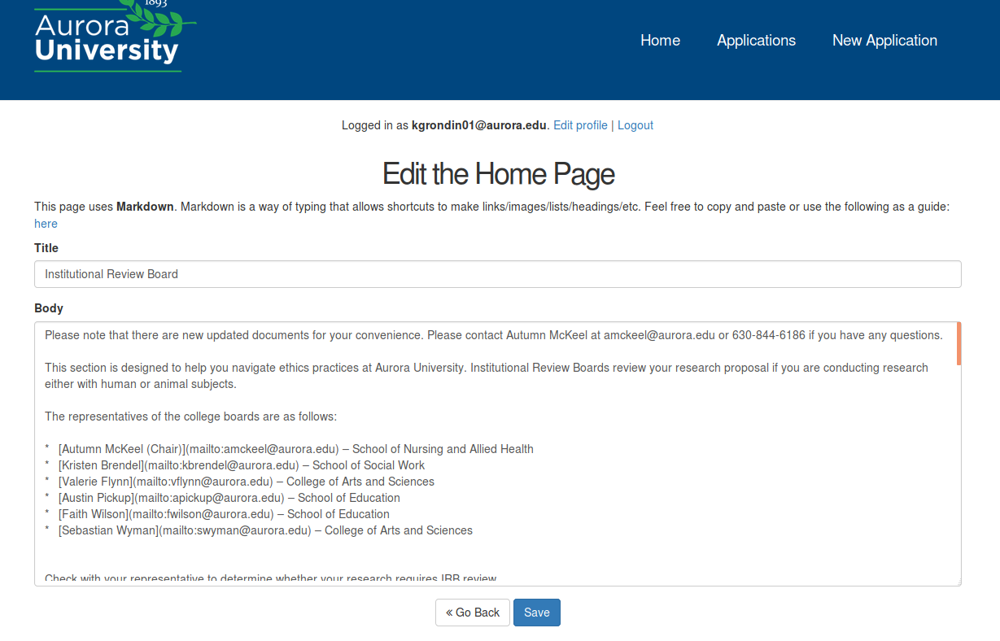 1893
Aurora
University
Home Applications New Application
Logged in as kgrondin01@aurora.edu. Edit profile | Logout
Edit the Home Page
This page uses Markdown. Markdown is a way of typing that allows shortcuts to make links/images/lists/headings/etc. Feel free to copy and paste or use the following as a guide:
here
Title
Institutional Review Board
Body
Please note that there are new updated documents for your convenience. Please contact Autumn McKeel at amckeel@aurora.edu or 630-844-6186 if you have any questions.
This section is designed to help you navigate ethics practices at Aurora University. Institutional Review Boards review your research proposal if you are conducting research
either with human or animal subjects.
The representatives of the college boards are as follows:
* [Autumn McKeel (Chair)](mailto:amckeel@aurora.edu) – School of Nursing and Allied Health
* [Kristen Brendel](mailto:kbrendel@aurora.edu) – School of Social Work
* [Valerie Flynn](mailto:vflynn@aurora.edu) – College of Arts and Sciences
* [Austin Pickup](mailto:apickup@aurora.edu) – School of Education
* [Faith Wilson](mailto:fwilson@aurora.edu) – School of Education
* [Sebastian Wyman](mailto:swyman@aurora.edu) – College of Arts and Sciences
Check with your representative to determine whether your research requires IRB review
« Go Back Save